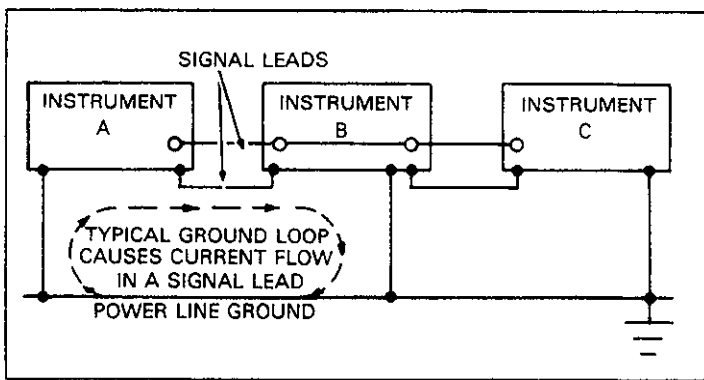 SIGNAL LEADS
INSTRUMENT
A
INSTRUMENT
B
INSTRUMENT
C
TYPICAL GROUND LOOP
CAUSES CURRENT FLOW
IN A SIGNAL LEAD
POWER LINE GROUND